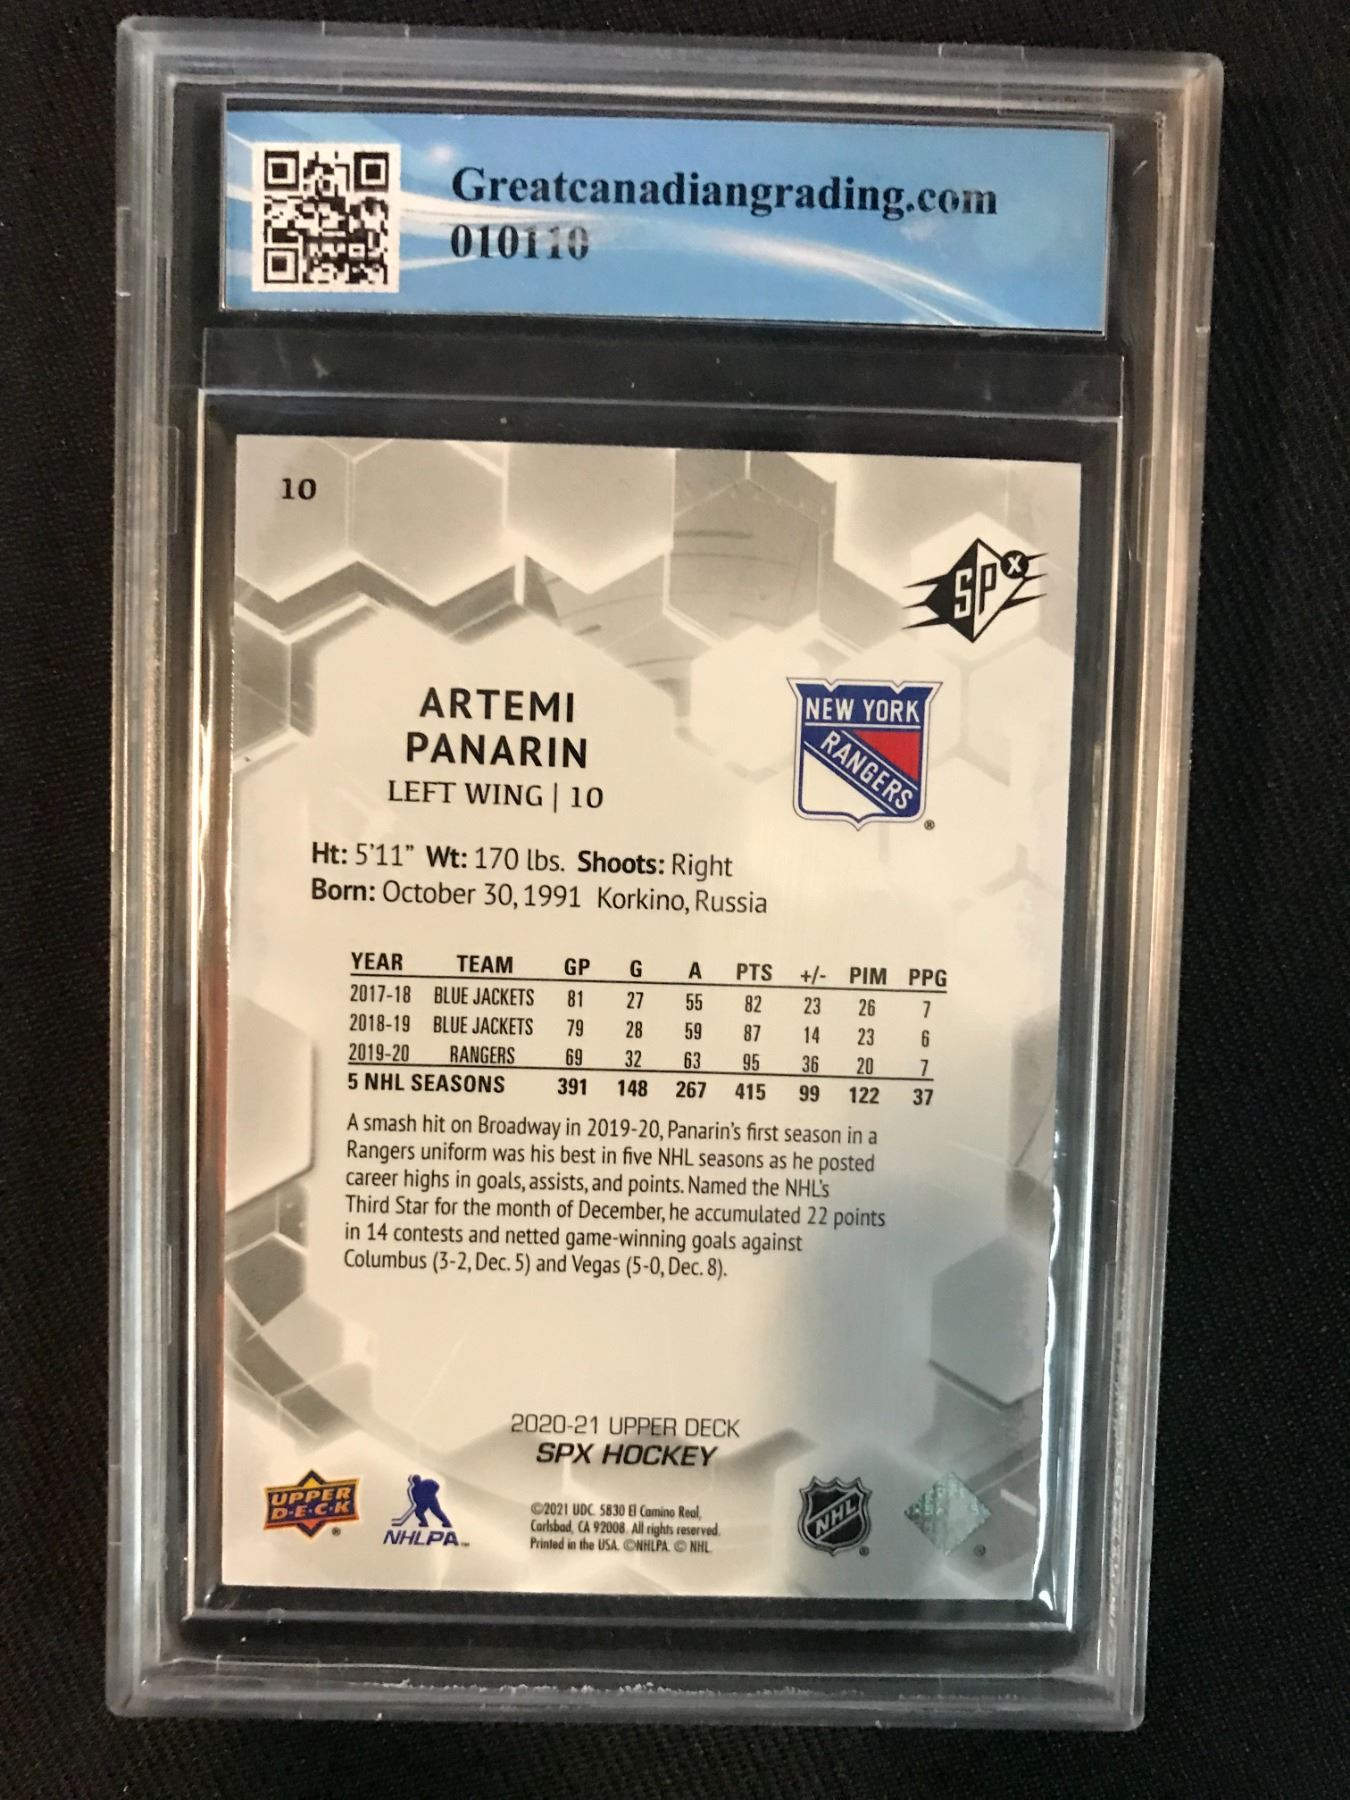 Greatcanadiangrading.com
010110
10
SPX
ARTEMI
PANARIN
LEFT WING | 10
NEW YORK
RANGERS
®
Ht: 5'11" Wt: 170 lbs. Shoots: Right
Born: October 30, 1991 Korkino, Russia
YEAR TEAM GP G A PTS +/- PIM PPG
2017-18 BLUE JACKETS 81 27 55 82 23 26 7
2018-19 BLUE JACKETS 79 28 59 87 14 23 6
2019-20 RANGERS 69 32 63 95 36 20 7
5 NHL SEASONS 391 148 267 415 99 122 37
A smash hit on Broadway in 2019-20, Panarin's first season in a
Rangers uniform was his best in five NHL seasons as he posted
career highs in goals, assists, and points. Named the NHL's
Third Star for the month of December, he accumulated 22 points
in 14 contests and netted game-winning goals against
Columbus (3-2, Dec. 5) and Vegas (5-0, Dec. 8).
2020-21 UPPER DECK
SPX HOCKEY
UPPER
D·E·C·K
®
NHLPA™
©2021 UDC. 5830 El Camino Real,
Carlsbad, CA 92008. All rights reserved.
Printed in the USA. ©NHLPA. © NHL.
NHL
®
®